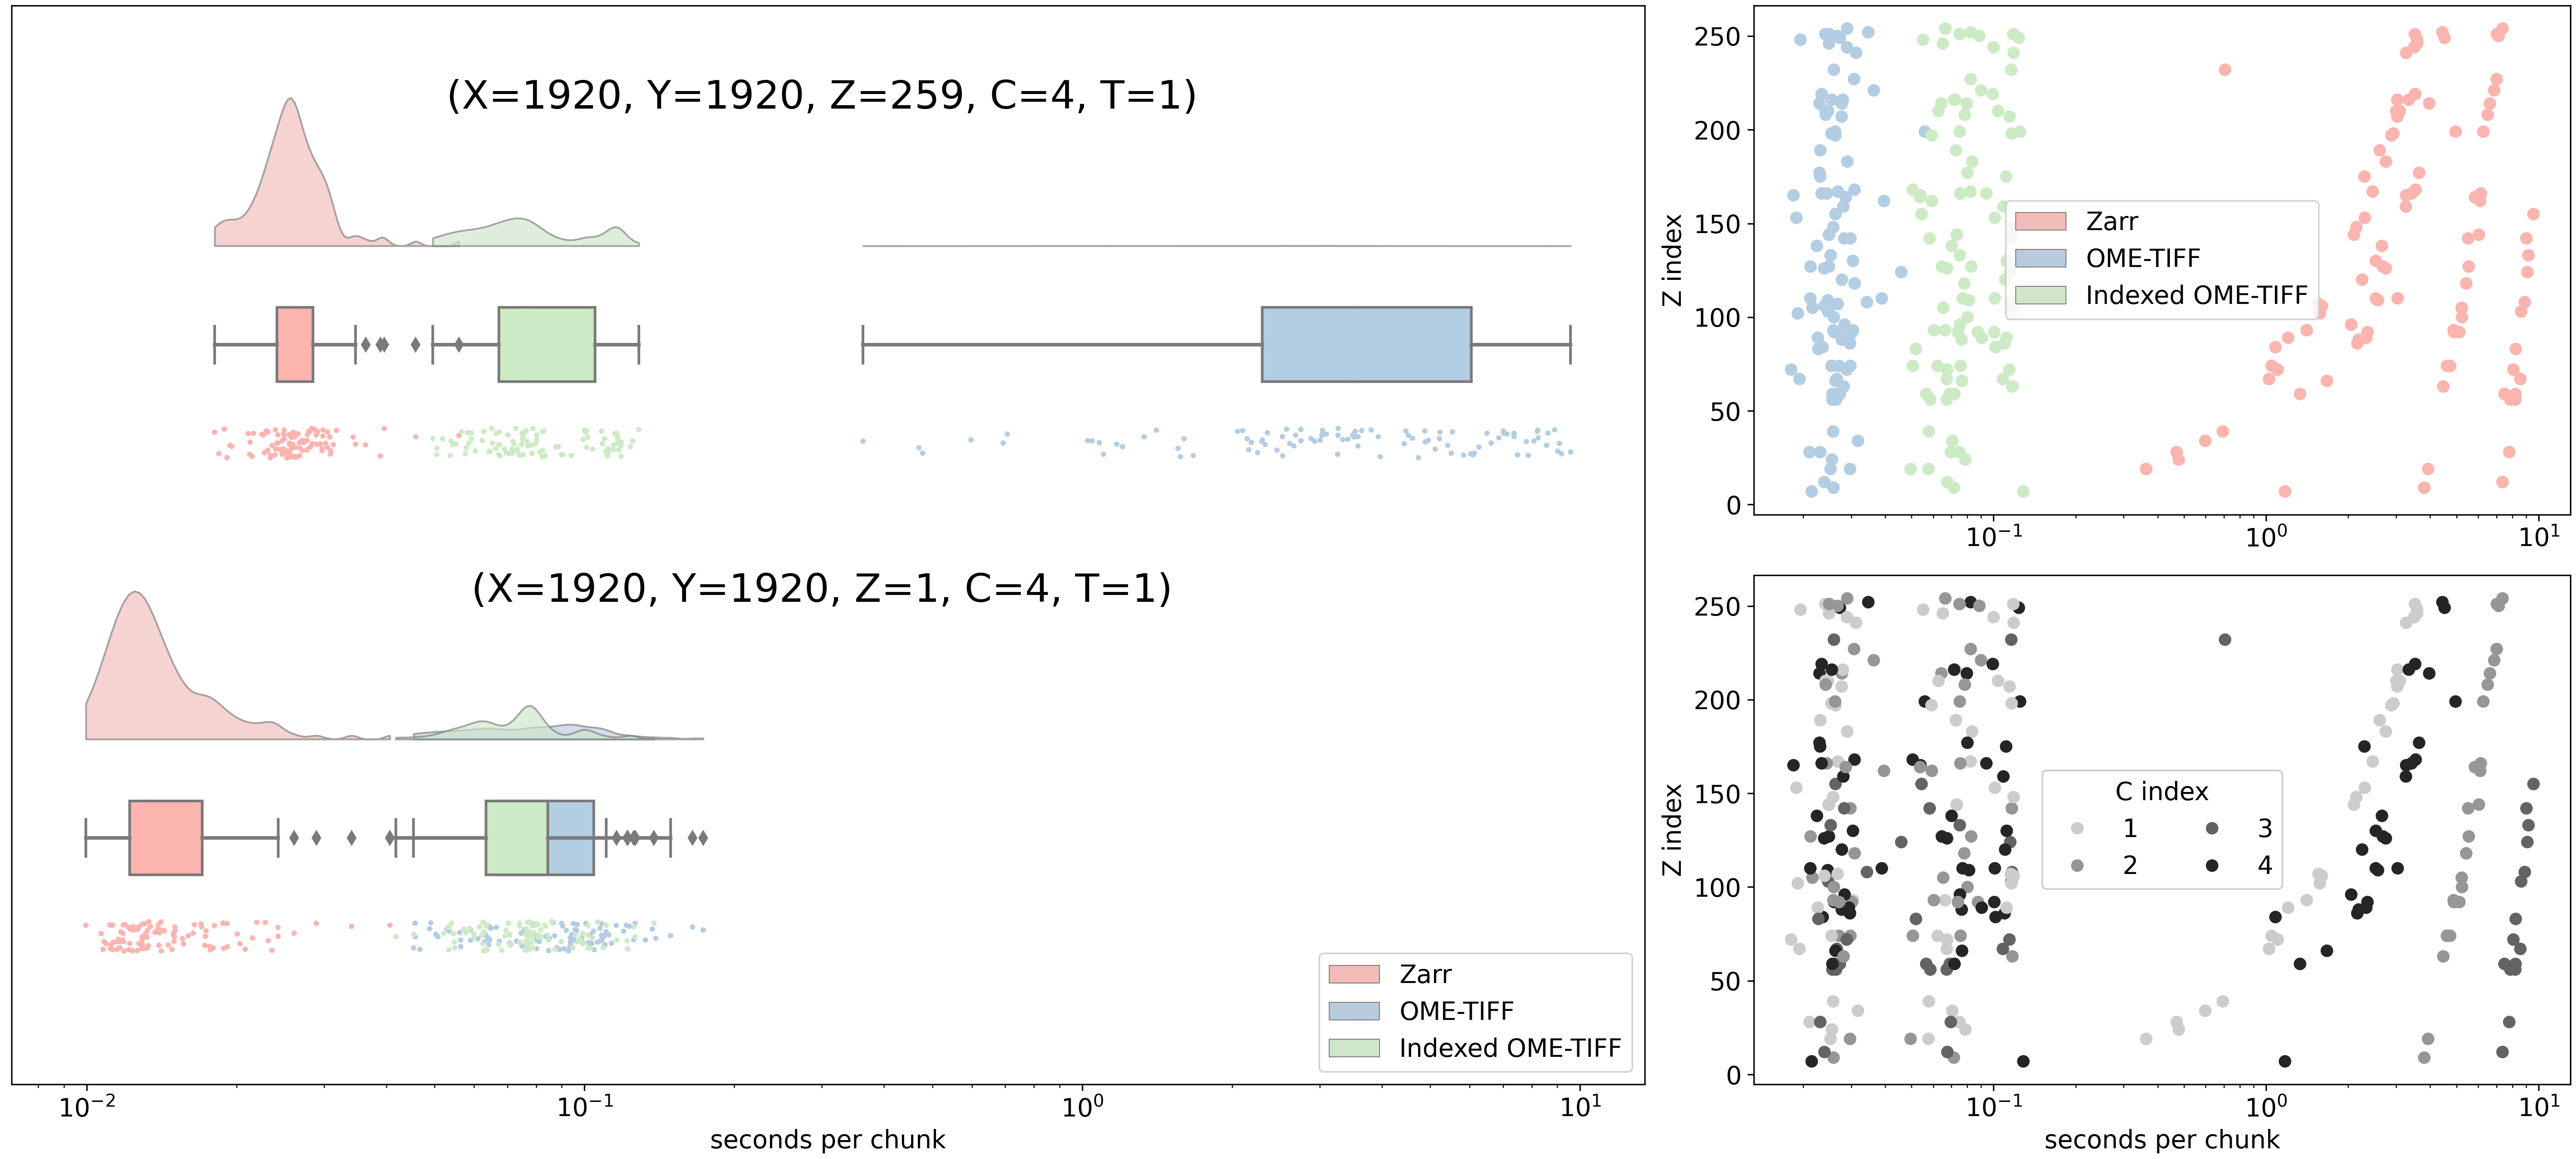 (X=1920, Y=1920, Z=259, C=4, T=1)
(X=1920, Y=1920, Z=1, C=4, T=1)
Zarr
OME-TIFF
Indexed OME-TIFF
10⁻² 10⁻¹ 10⁰ 10¹
seconds per chunk
250
200
150
100
50
0
Z index
Zarr
OME-TIFF
Indexed OME-TIFF
10⁻¹ 10⁰ 10¹
250
200
150
100
50
0
Z index
C index
1 3
2 4
10⁻¹ 10⁰ 10¹
seconds per chunk